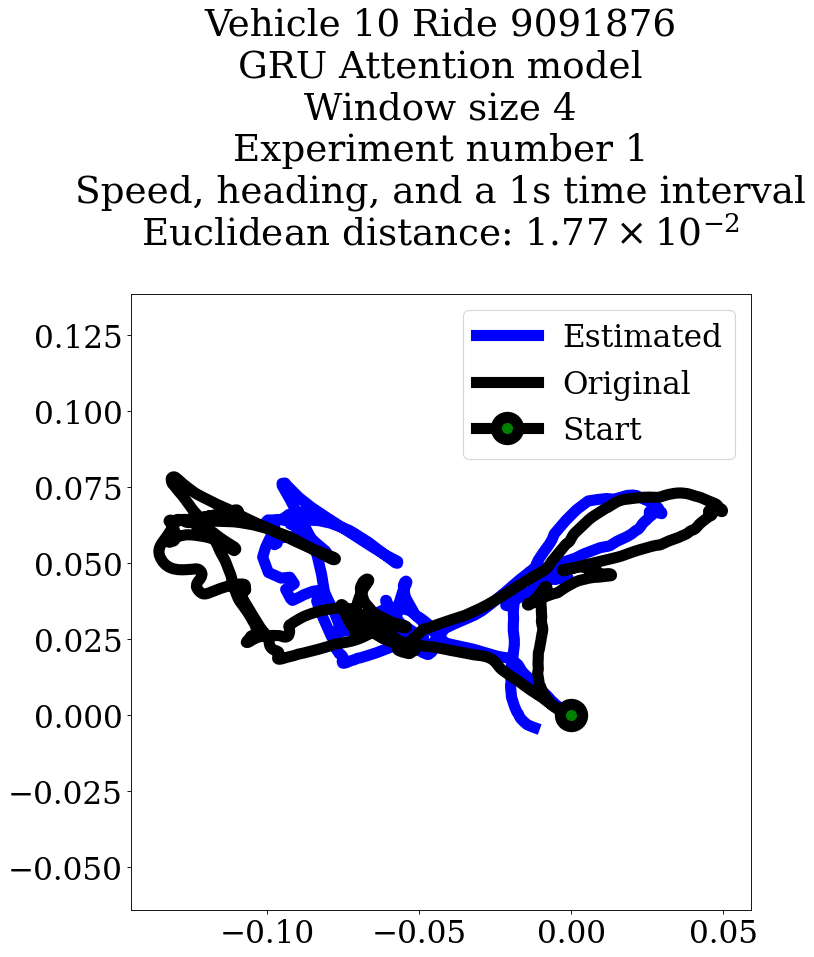 Vehicle 10 Ride 9091876
GRU Attention model
Window size 4
Experiment number 1
Speed, heading, and a 1s time interval
Euclidean distance: 1.77 × 10⁻²
Estimated
Original
Start
0.125
0.100
0.075
0.050
0.025
0.000
−0.025
−0.050
−0.10
−0.05
0.00
0.05